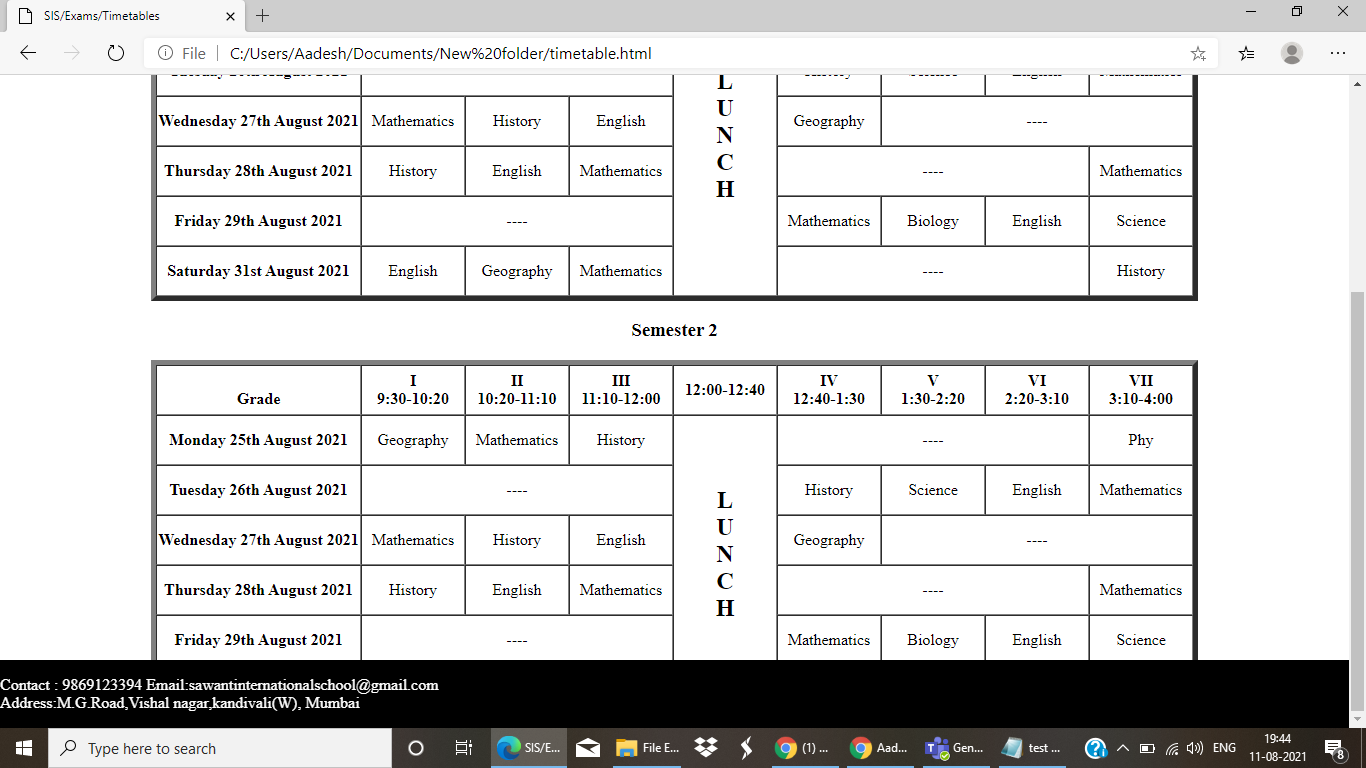 SIS/Exams/Timetables
File C:/Users/Aadesh/Documents/New%20folder/timetable.html
L
U
N
C
H
Wednesday 27th August 2021 Mathematics History English Geography ----
Thursday 28th August 2021 History English Mathematics ---- Mathematics
Friday 29th August 2021 ---- Mathematics Biology English Science
Saturday 31st August 2021 English Geography Mathematics ---- History
Semester 2
Grade I 9:30-10:20 II 10:20-11:10 III 11:10-12:00 12:00-12:40 IV 12:40-1:30 V 1:30-2:20 VI 2:20-3:10 VII 3:10-4:00
Monday 25th August 2021 Geography Mathematics History ---- Phy
Tuesday 26th August 2021 ---- History Science English Mathematics
L
U
N
C
H
Wednesday 27th August 2021 Mathematics History English Geography ----
Thursday 28th August 2021 History English Mathematics ---- Mathematics
Friday 29th August 2021 ---- Mathematics Biology English Science
Contact : 9869123394 Email:sawantinternationalschool@gmail.com
Address:M.G.Road,Vishal nagar,kandivali(W), Mumbai
Type here to search SIS/E... File E... (1) ... Aad... Gen... test ... ENG 19:44
11-08-2021 8